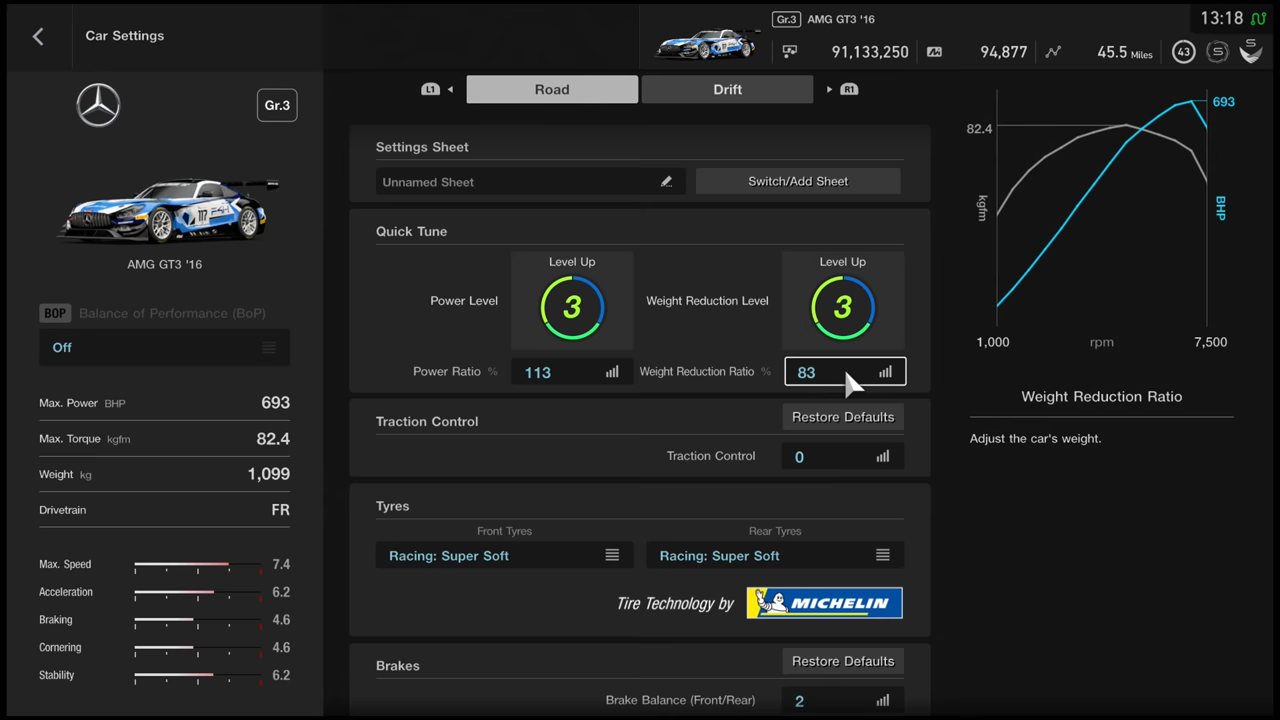 Car Settings
Gr.3 AMG GT3 '16
13:18
91,133,250 94,877 45.5 Miles 43 S S
Gr.3
L1 Road Drift R1
AMG GT3 '16
BOP Balance of Performance (BoP)
Off
Max. Power BHP 693
Max. Torque kgfm 82.4
Weight kg 1,099
Drivetrain FR
Max. Speed 7.4
Acceleration 6.2
Braking 4.6
Cornering 4.6
Stability 6.2
Settings Sheet
Unnamed Sheet Switch/Add Sheet
Quick Tune
Level Up Level Up
Power Level 3 Weight Reduction Level 3
Power Ratio % 113 Weight Reduction Ratio % 83
Traction Control Restore Defaults
Traction Control 0
Tyres
Front Tyres Rear Tyres
Racing: Super Soft Racing: Super Soft
Tire Technology by MICHELIN
Brakes Restore Defaults
Brake Balance (Front/Rear) 2
693
82.4
kgfm BHP
1,000 rpm 7,500
Weight Reduction Ratio
Adjust the car's weight.